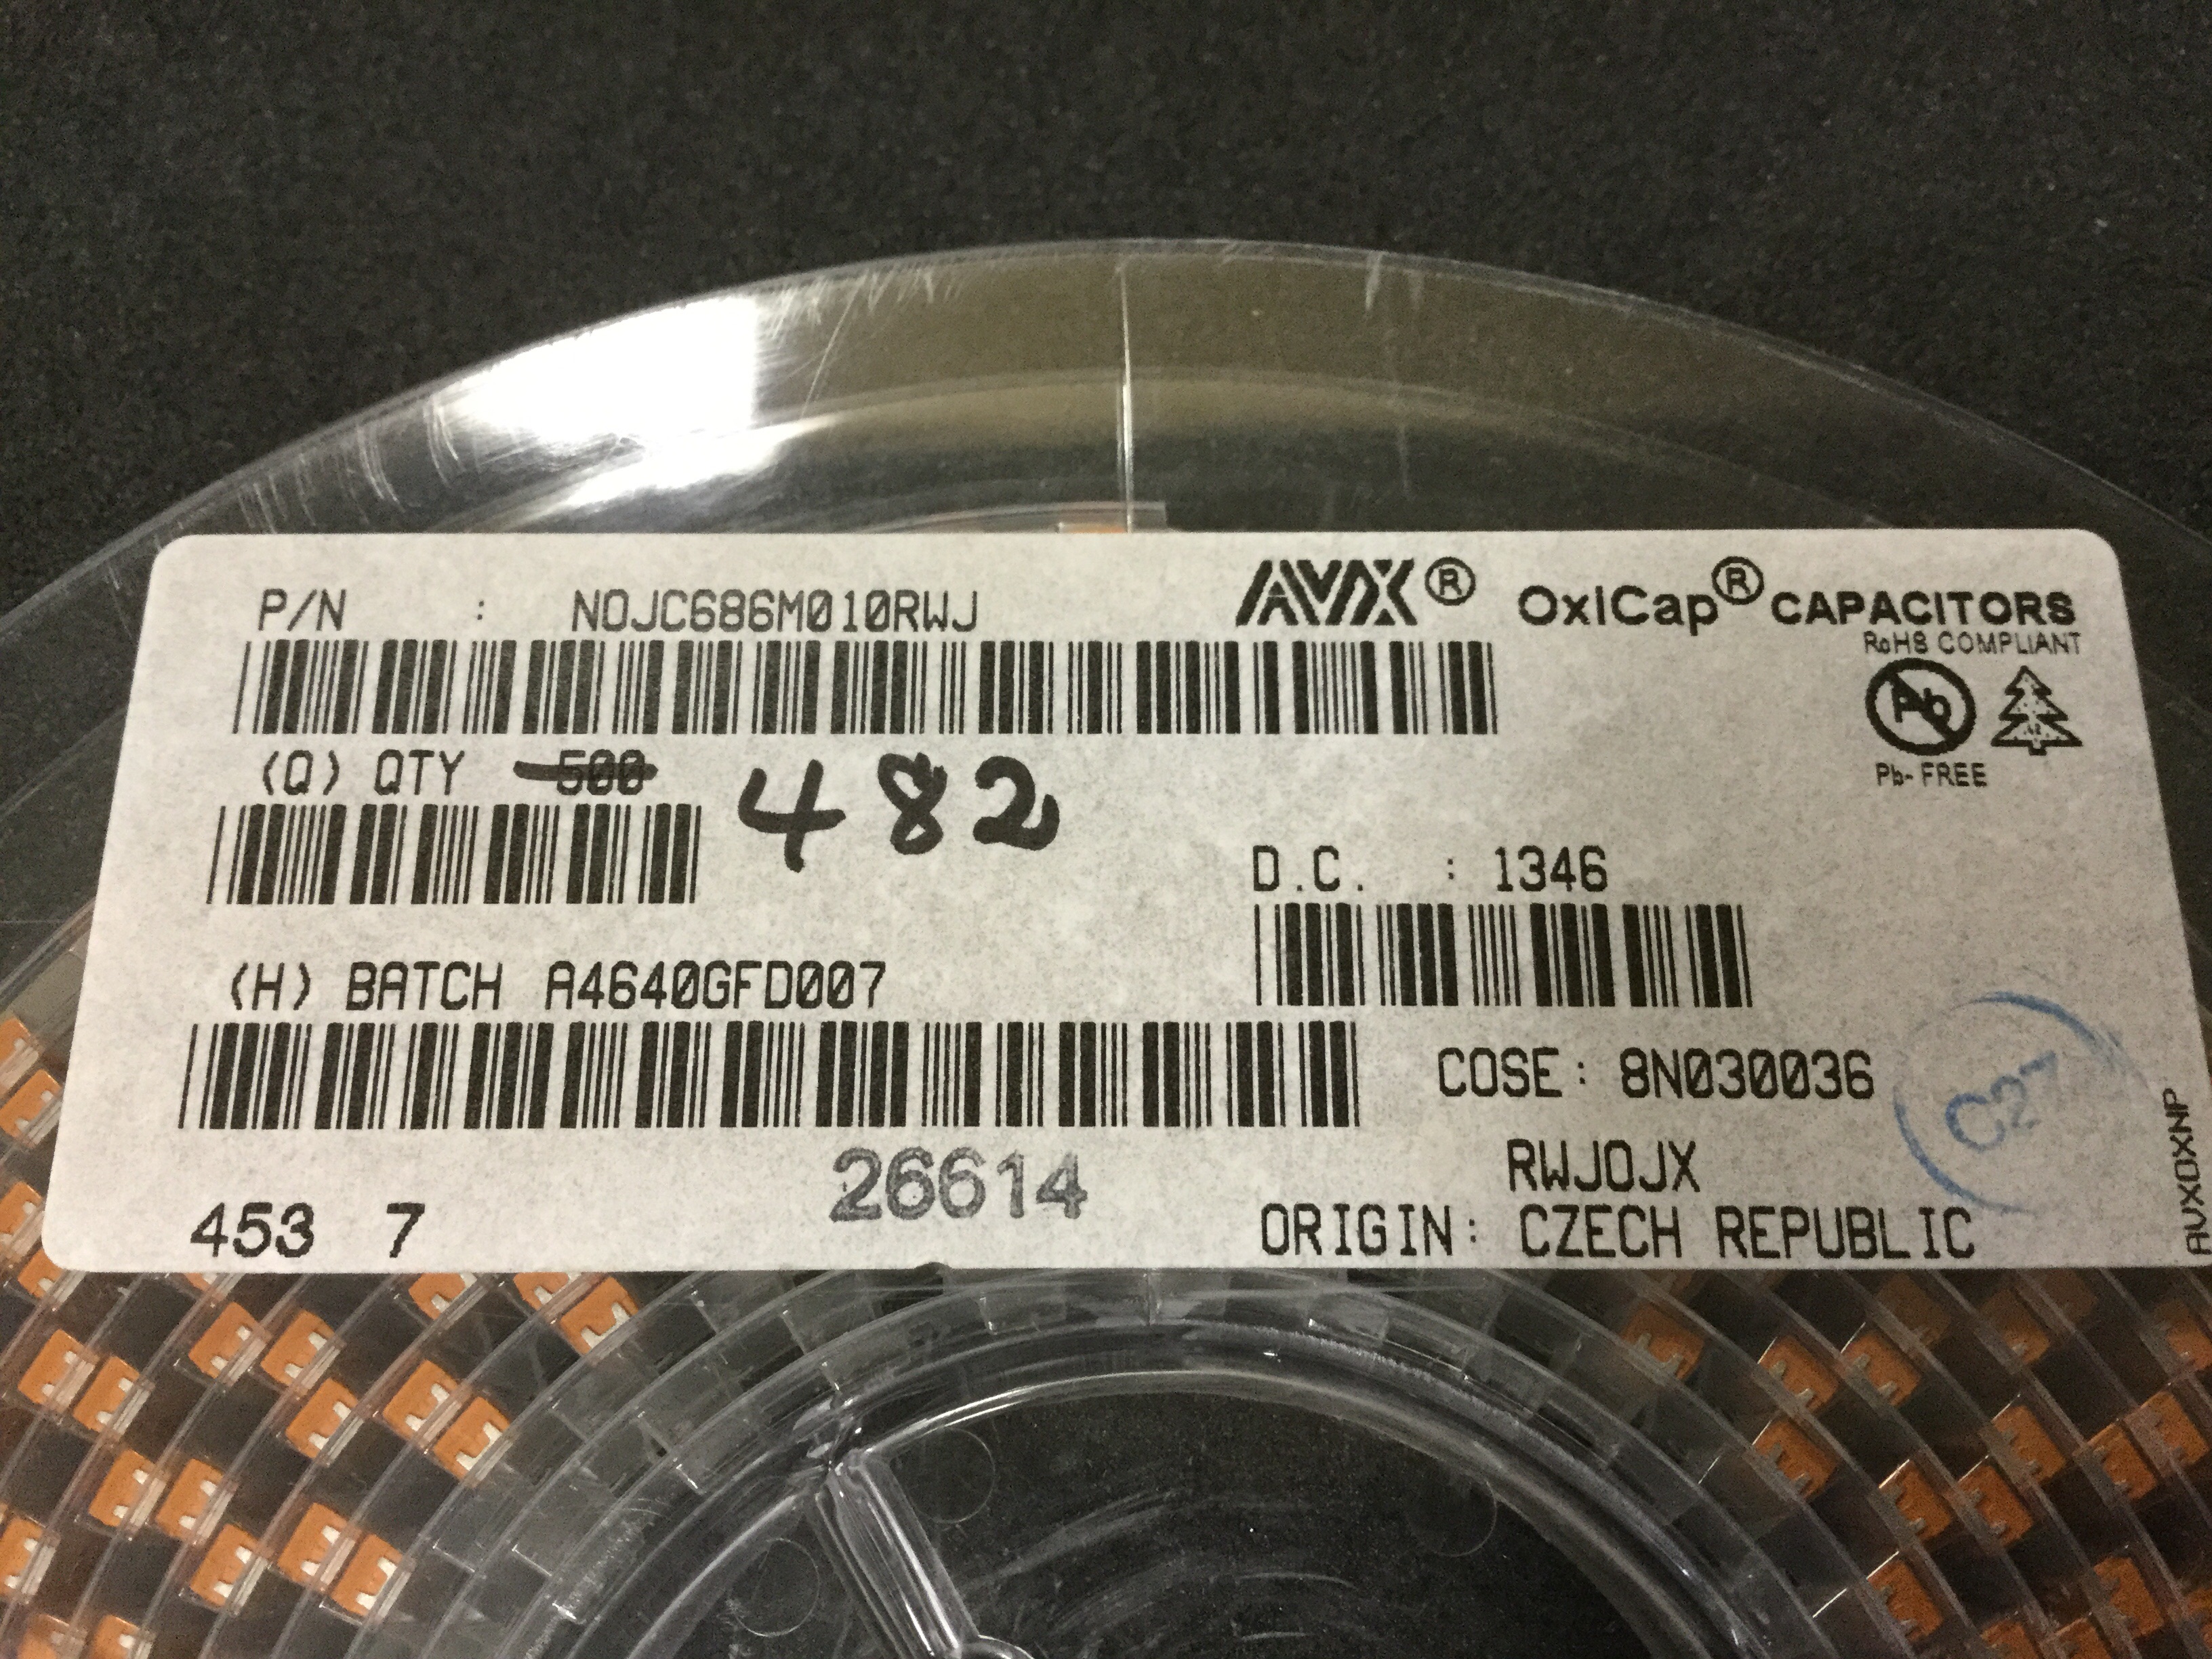 P/N : NOJC686M010RWJ
AVX® OxiCap® CAPACITORS
RoHS COMPLIANT
Pb
Pb-FREE
(Q) QTY 500 482
D.C. : 1346
(H) BATCH A4640GFD007
COSE: 8N030036
C27
RWJOJX
26614
453 7
ORIGIN: CZECH REPUBLIC
AVXOXNP